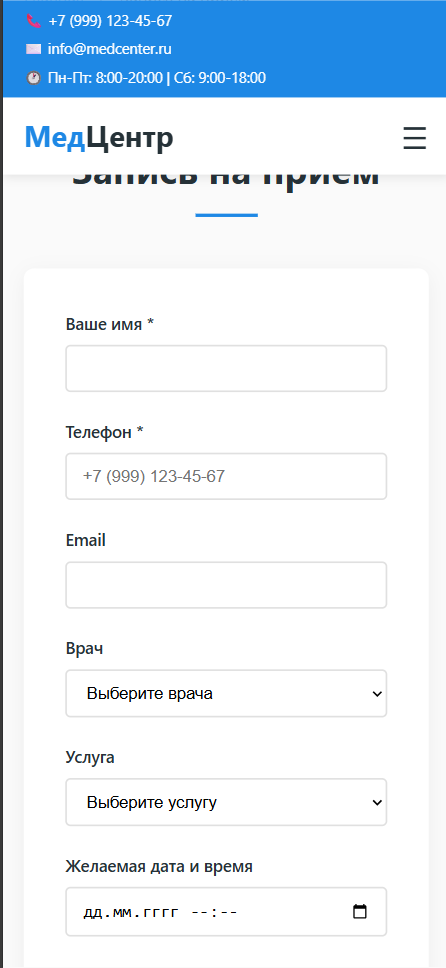 +7 (999) 123-45-67
info@medcenter.ru
Пн-Пт: 8:00-20:00 | Сб: 9:00-18:00
МедЦентр
Запись на прием
Ваше имя *
Телефон *
+7 (999) 123-45-67
Email
Врач
Выберите врача
Услуга
Выберите услугу
Желаемая дата и время
дд.мм.гггг --:--